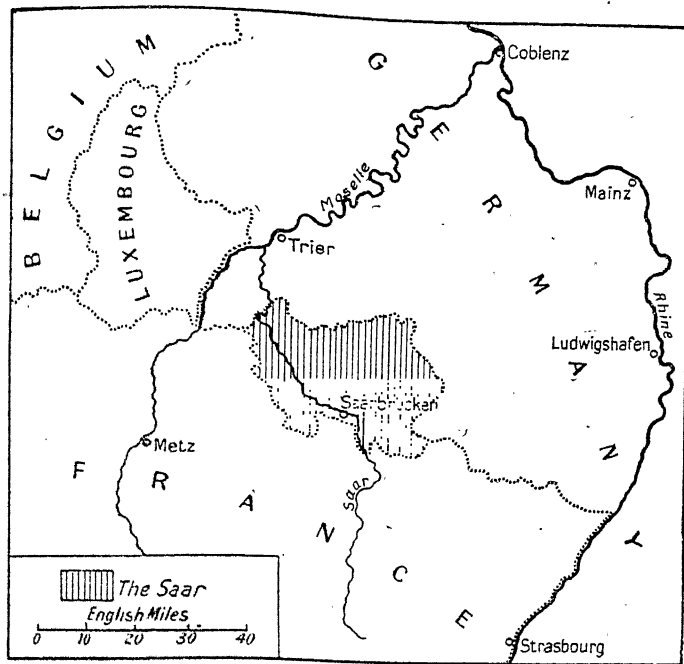 BELGIUM
LUXEMBOURG
GERMANY
Coblenz
Moselle
Mainz
Trier
Rhine
Ludwigshafen
Saarbrücken
Metz
FRANCE
Saar
The Saar
English Miles
0 10 20 30 40
Strasbourg